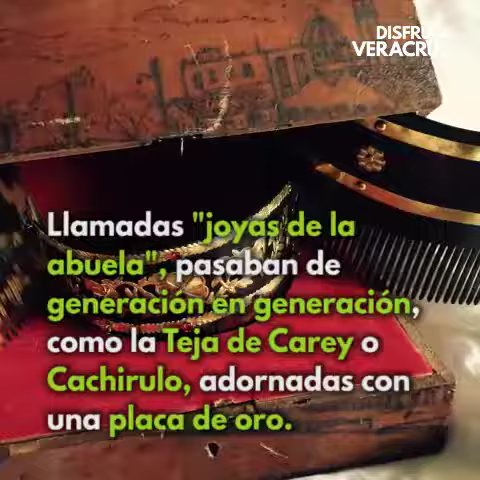 DISFRU
VERACRU
Llamadas "joyas de la
abuela", pasaban de
generación en generación,
como la Teja de Carey o
Cachirulo, adornadas con
una placa de oro.